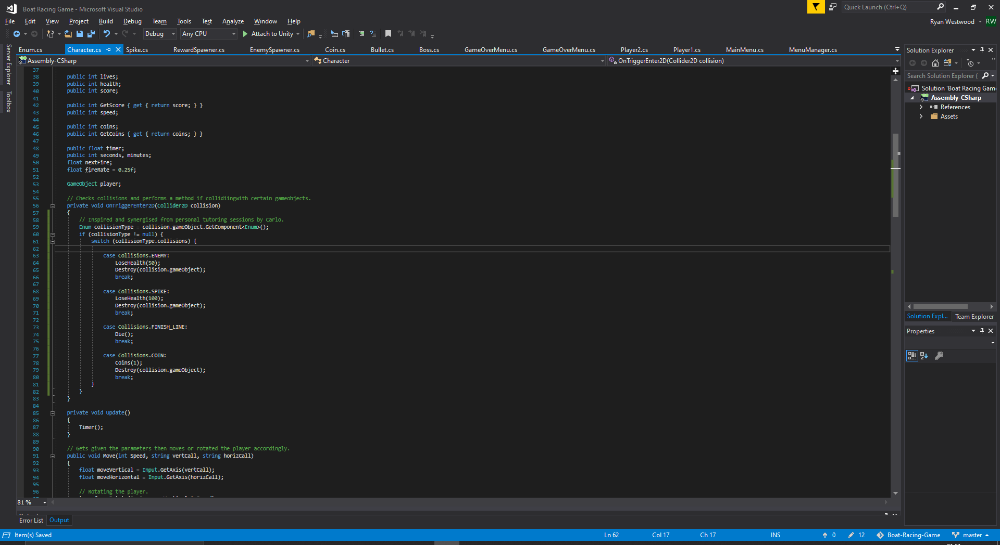 Boat Racing Game - Microsoft Visual Studio
Quick Launch (Ctrl+Q)
File Edit View Project Build Debug Team Tools Test Analyze Window Help
Ryan Westwood RW
Debug Any CPU Attach to Unity
Server Explorer
Toolbox
Enum.cs Character.cs Spike.cs RewardSpawner.cs EnemySpawner.cs Coin.cs Bullet.cs Boss.cs GameOverMenu.cs GameOverMenu.cs Player2.cs Player1.cs MainMenu.cs MenuManager.cs
Assembly-CSharp Character OnTriggerEnter2D(Collider2D collision)
37
38 public int lives;
39 public int health;
40 public int score;
41
42 public int GetScore { get { return score; } }
43 public int speed;
44
45 public int coins;
46 public int GetCoins { get { return coins; } }
47
48 public float timer;
49 public int seconds, minutes;
50 float nextFire;
51 float fireRate = 0.25f;
52
53 GameObject player;
54
55 // Checks collisions and performs a method if collidiingwith certain gameobjects.
56 private void OnTriggerEnter2D(Collider2D collision)
57 {
58 // Inspired and synergised from personal tutoring sessions by Carlo.
59 Enum collisionType = collision.gameObject.GetComponent<Enum>();
60 if (collisionType != null) {
61 switch (collisionType.collisions) {
62
63 case Collisions.ENEMY:
64 LoseHealth(50);
65 Destroy(collision.gameObject);
66 break;
67
68 case Collisions.SPIKE:
69 LoseHealth(100);
70 Destroy(collision.gameObject);
71 break;
72
73 case Collisions.FINISH_LINE:
74 Die();
75 break;
76
77 case Collisions.COIN:
78 Coins(1);
79 Destroy(collision.gameObject);
80 break;
81 }
82 }
83 }
84
85 private void Update()
86 {
87 Timer();
88 }
89
90 // Gets given the parameters then moves or rotated the player accordingly.
91 public void Move(int Speed, string vertCall, string horizCall)
92 {
93 float moveVertical = Input.GetAxis(vertCall);
94 float moveHorizontal = Input.GetAxis(horizCall);
95
96 // Rotating the player.
81 %
Error List Output
Solution Explorer
Search Solution Explorer (
Solution 'Boat Racing Game
Assembly-CSharp
References
Assets
Solution Expl... Team Explorer
Properties
Item(s) Saved Ln 62 Col 17 Ch 17 INS 0 12 Boat-Racing-Game master